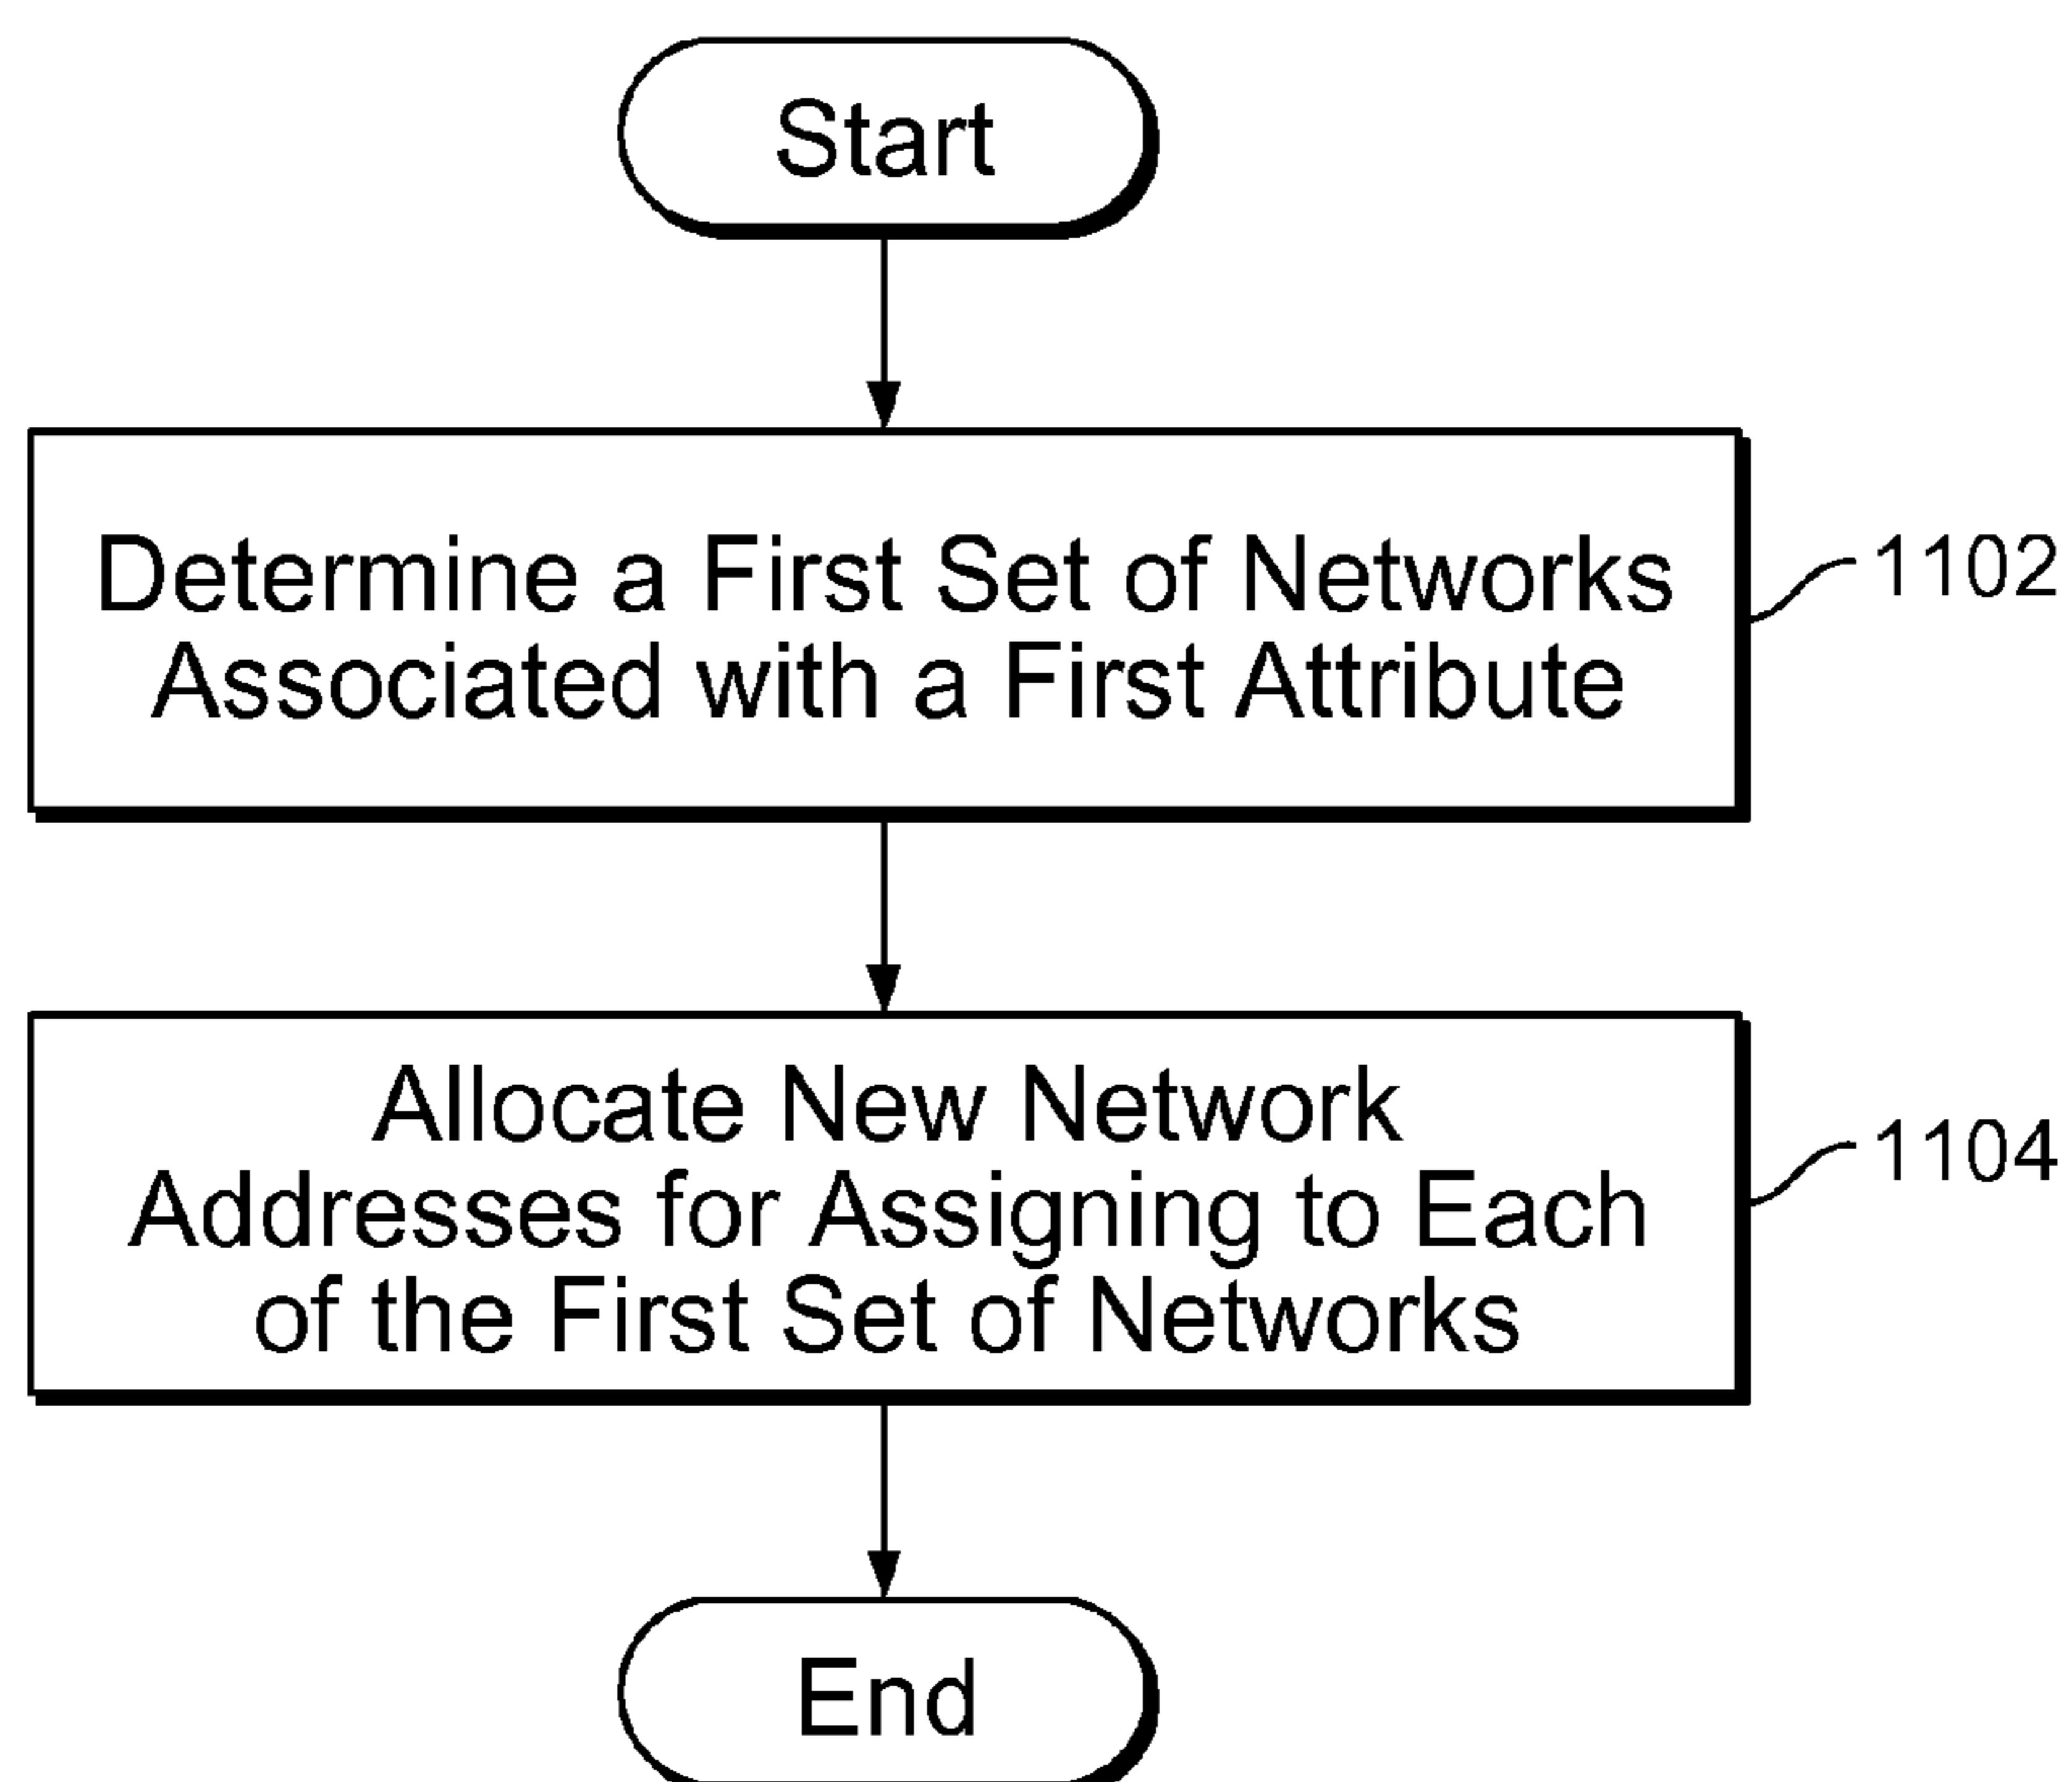 Start
Determine a First Set of Networks
Associated with a First Attribute
1102
Allocate New Network
Addresses for Assigning to Each
of the First Set of Networks
1104
End